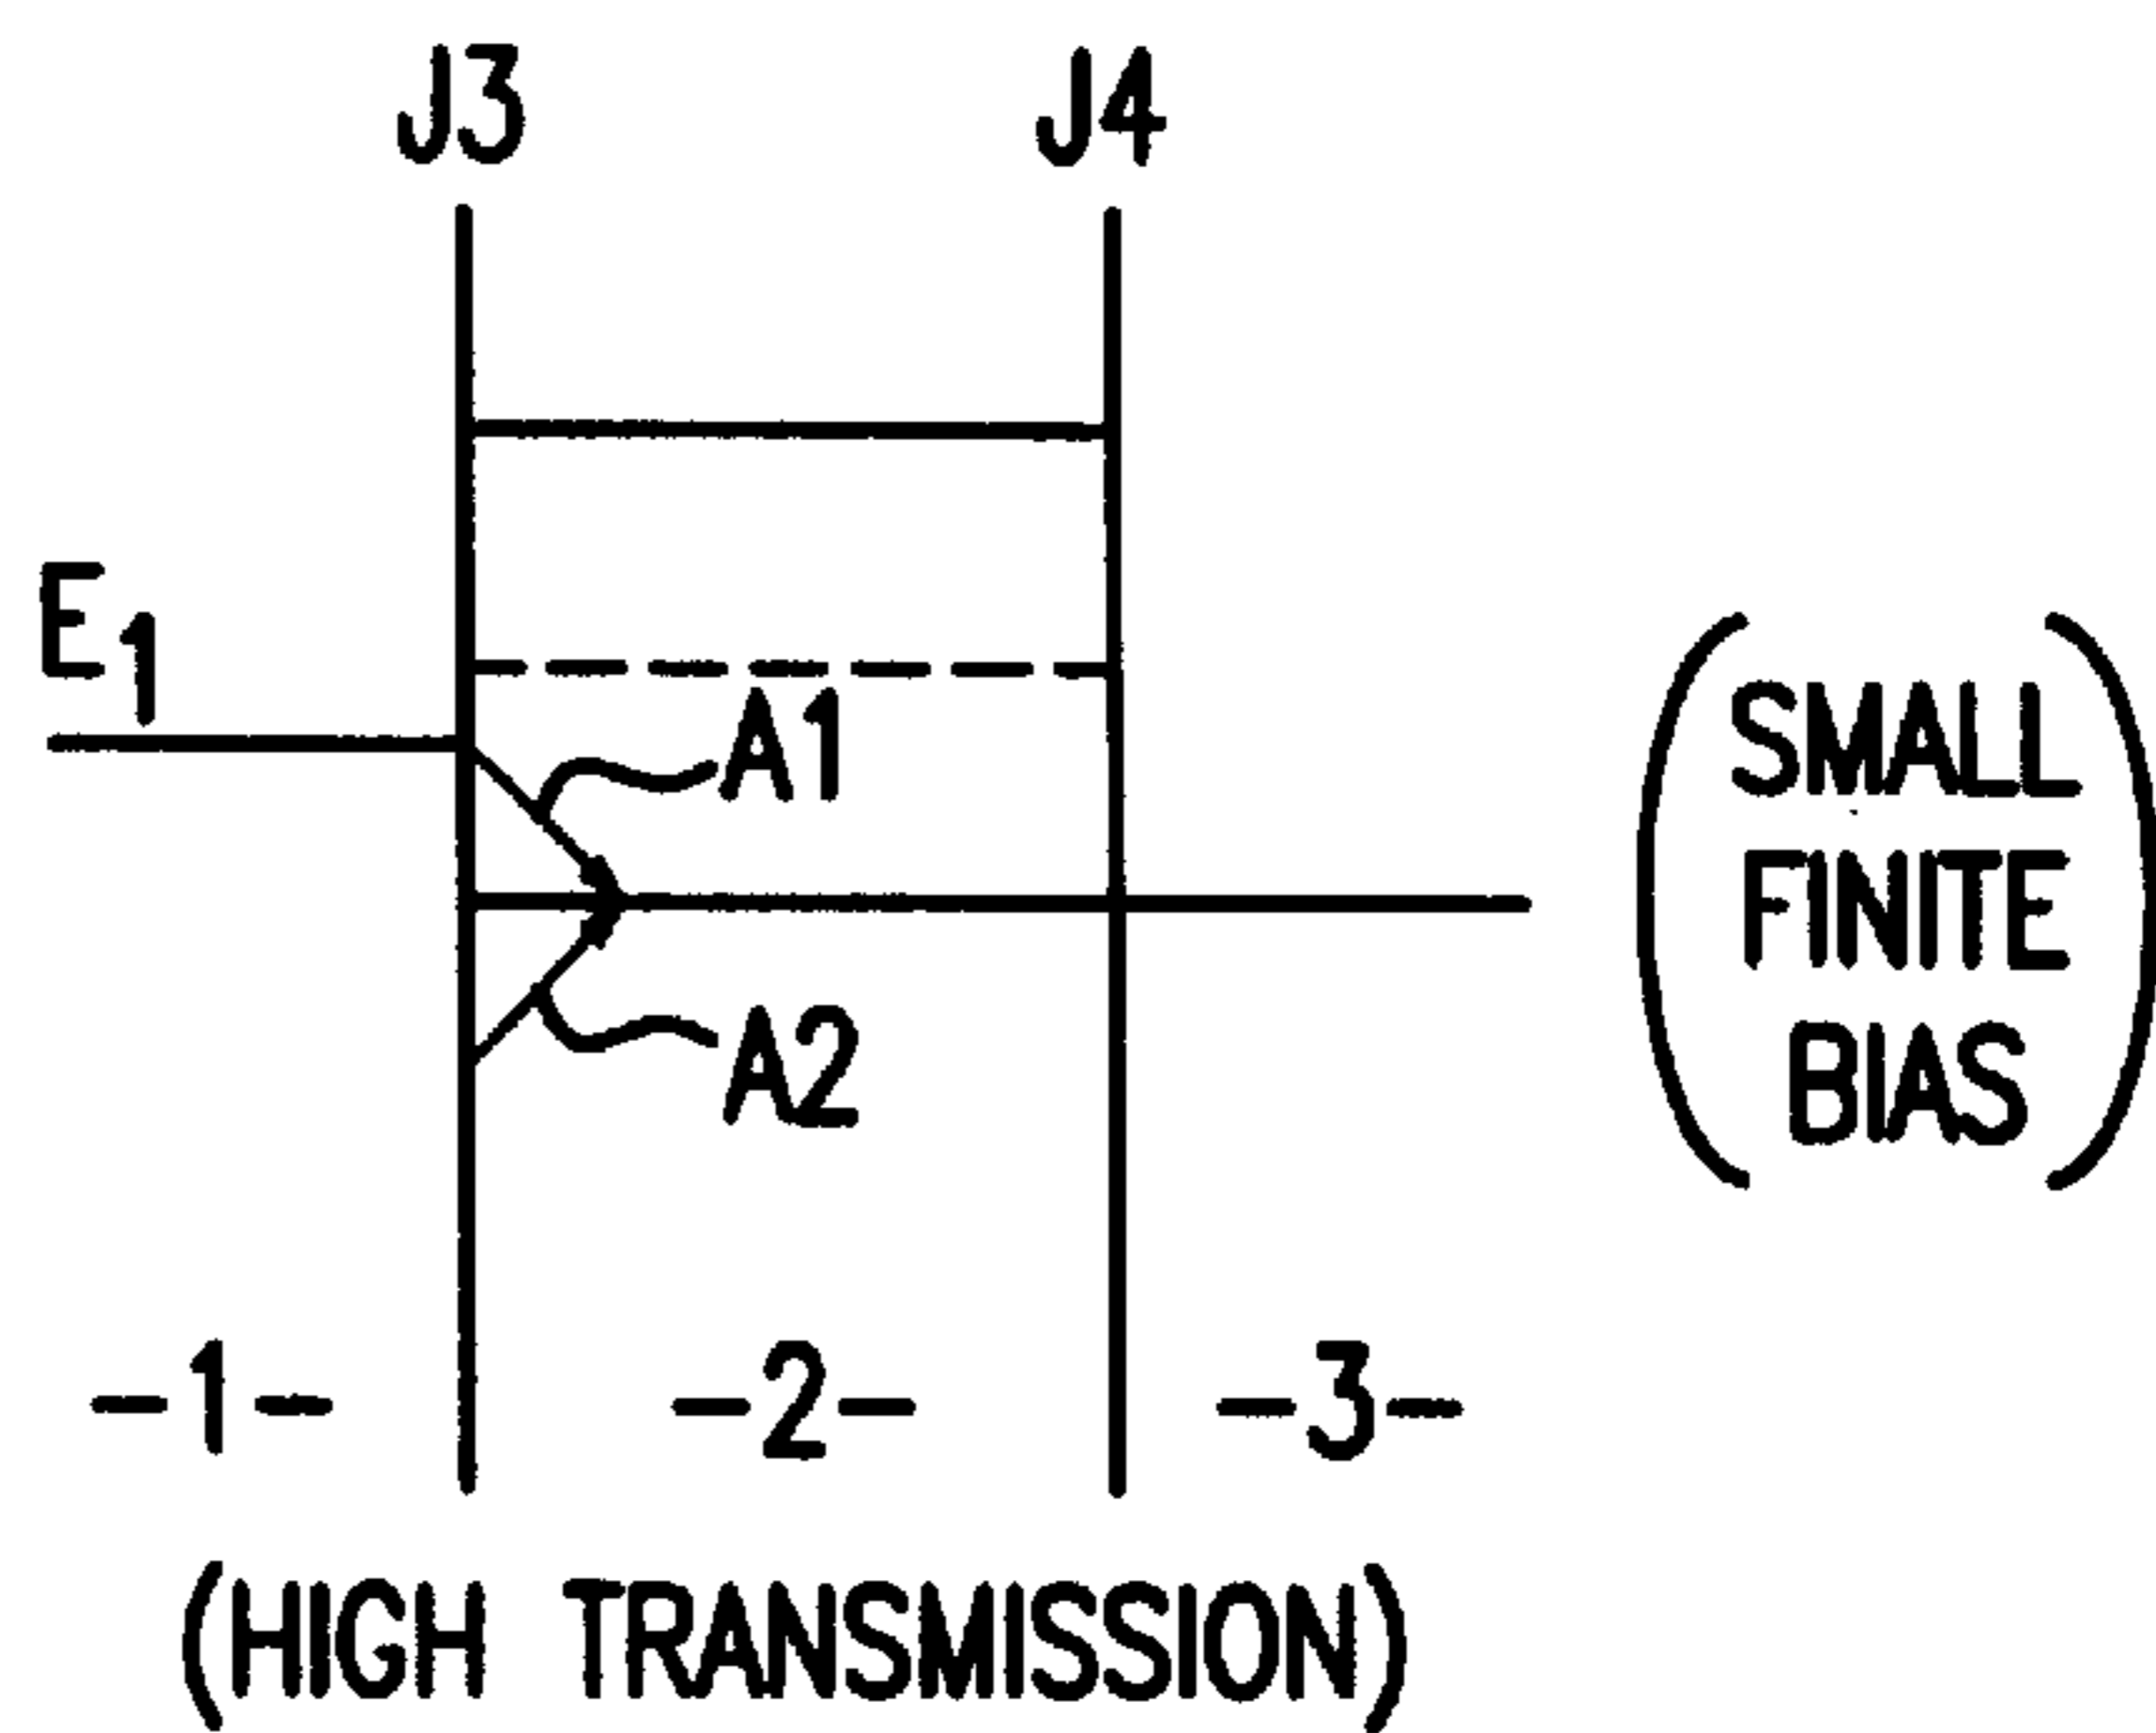 J3 J4
E1
A1
A2
(SMALL
FINITE
BIAS)
-1- -2- -3-
(HIGH TRANSMISSION)